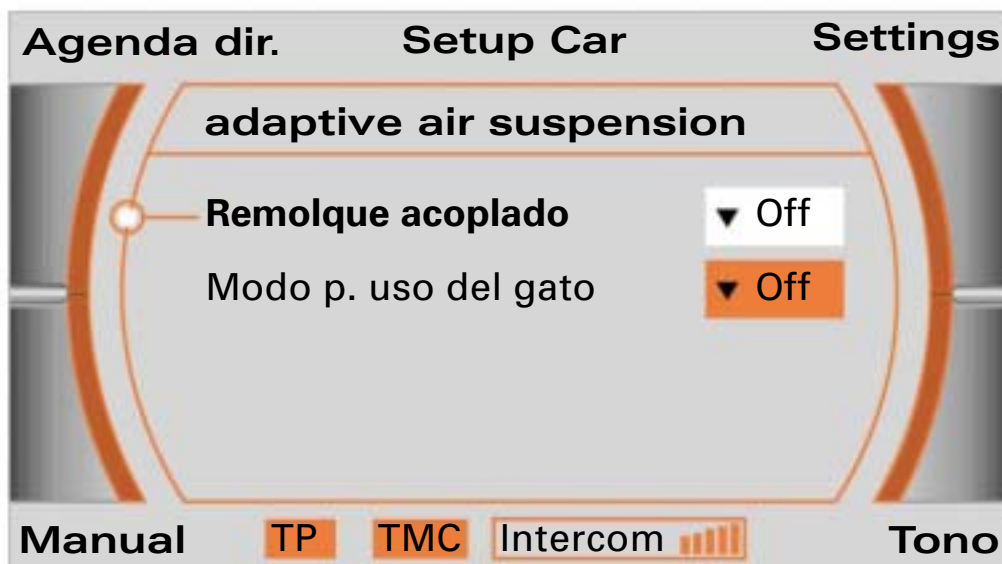 Agenda dir. Setup Car Settings
adaptive air suspension
Remolque acoplado Off
Modo p. uso del gato Off
Manual TP TMC Intercom Tono